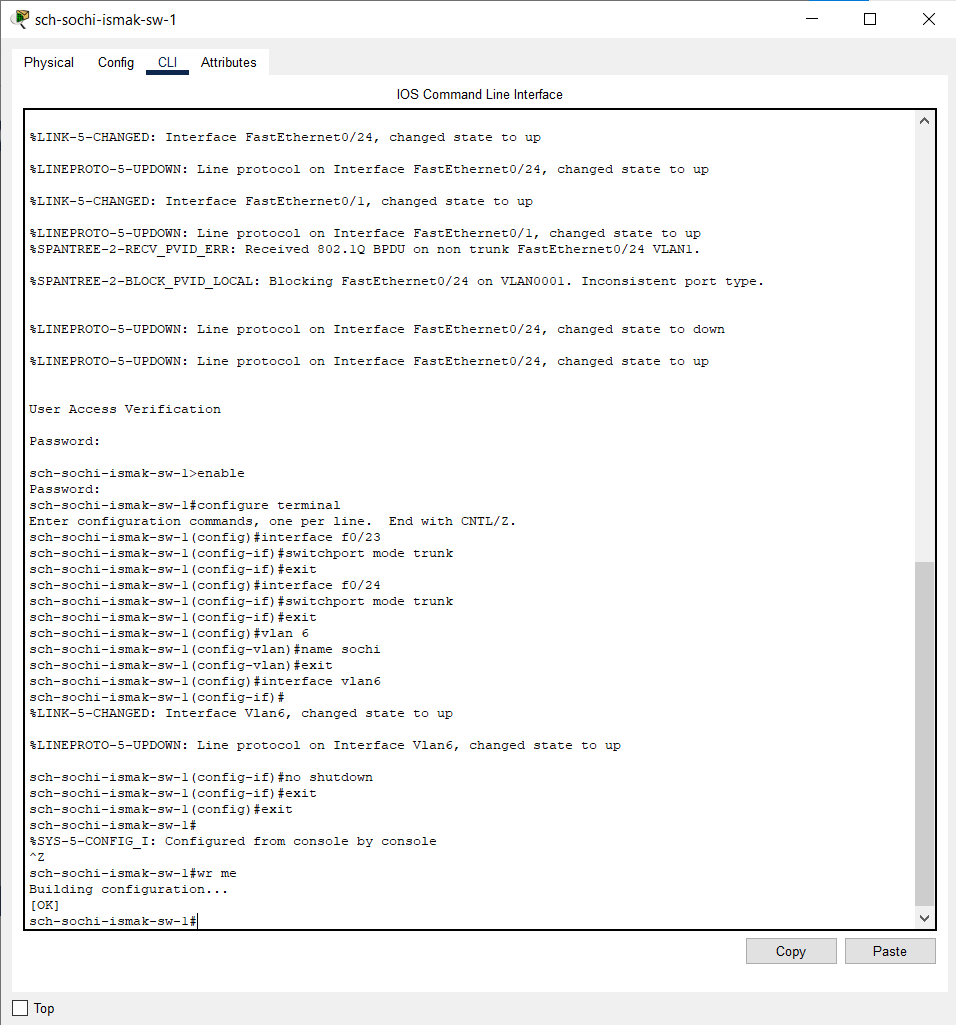 sch-sochi-ismak-sw-1
Physical Config CLI Attributes
IOS Command Line Interface
%LINK-5-CHANGED: Interface FastEthernet0/24, changed state to up
%LINEPROTO-5-UPDOWN: Line protocol on Interface FastEthernet0/24, changed state to up
%LINK-5-CHANGED: Interface FastEthernet0/1, changed state to up
%LINEPROTO-5-UPDOWN: Line protocol on Interface FastEthernet0/1, changed state to up
%SPANTREE-2-RECV_PVID_ERR: Received 802.1Q BPDU on non trunk FastEthernet0/24 VLAN1.
%SPANTREE-2-BLOCK_PVID_LOCAL: Blocking FastEthernet0/24 on VLAN0001. Inconsistent port type.
%LINEPROTO-5-UPDOWN: Line protocol on Interface FastEthernet0/24, changed state to down
%LINEPROTO-5-UPDOWN: Line protocol on Interface FastEthernet0/24, changed state to up
User Access Verification
Password:
sch-sochi-ismak-sw-1>enable
Password:
sch-sochi-ismak-sw-1#configure terminal
Enter configuration commands, one per line.  End with CNTL/Z.
sch-sochi-ismak-sw-1(config)#interface f0/23
sch-sochi-ismak-sw-1(config-if)#switchport mode trunk
sch-sochi-ismak-sw-1(config-if)#exit
sch-sochi-ismak-sw-1(config)#interface f0/24
sch-sochi-ismak-sw-1(config-if)#switchport mode trunk
sch-sochi-ismak-sw-1(config-if)#exit
sch-sochi-ismak-sw-1(config)#vlan 6
sch-sochi-ismak-sw-1(config-vlan)#name sochi
sch-sochi-ismak-sw-1(config-vlan)#exit
sch-sochi-ismak-sw-1(config)#interface vlan6
sch-sochi-ismak-sw-1(config-if)#
%LINK-5-CHANGED: Interface Vlan6, changed state to up
%LINEPROTO-5-UPDOWN: Line protocol on Interface Vlan6, changed state to up
sch-sochi-ismak-sw-1(config-if)#no shutdown
sch-sochi-ismak-sw-1(config-if)#exit
sch-sochi-ismak-sw-1(config)#exit
sch-sochi-ismak-sw-1#
%SYS-5-CONFIG_I: Configured from console by console
^Z
sch-sochi-ismak-sw-1#wr me
Building configuration...
[OK]
sch-sochi-ismak-sw-1#
Copy Paste
Top